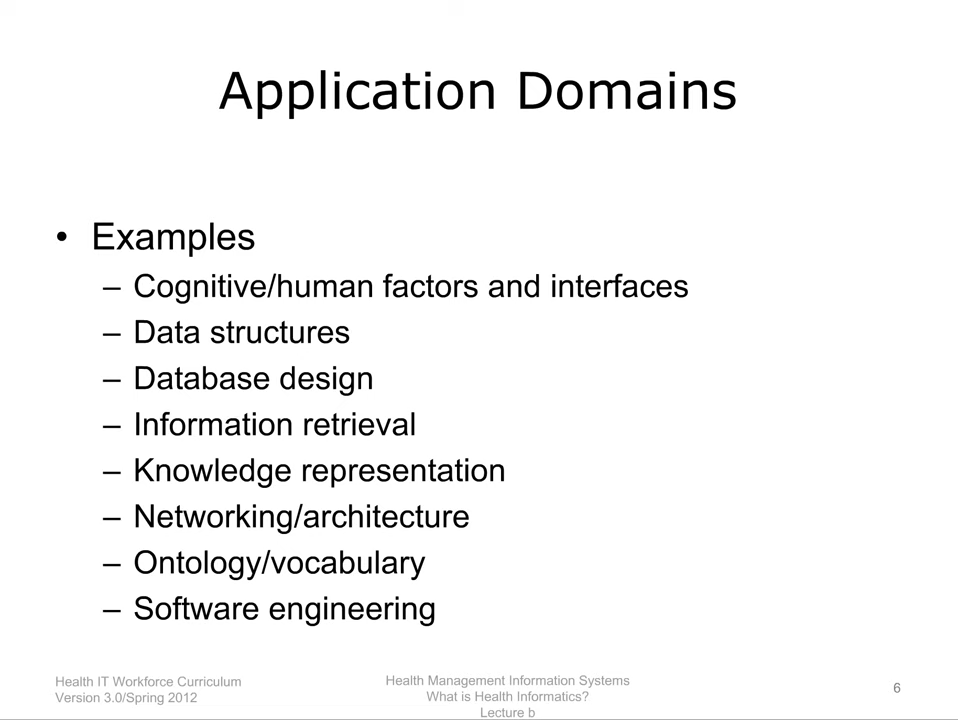 Application Domains
• Examples
– Cognitive/human factors and interfaces
– Data structures
– Database design
– Information retrieval
– Knowledge representation
– Networking/architecture
– Ontology/vocabulary
– Software engineering
Health IT Workforce Curriculum
Version 3.0/Spring 2012
Health Management Information Systems
What is Health Informatics?
Lecture b
6